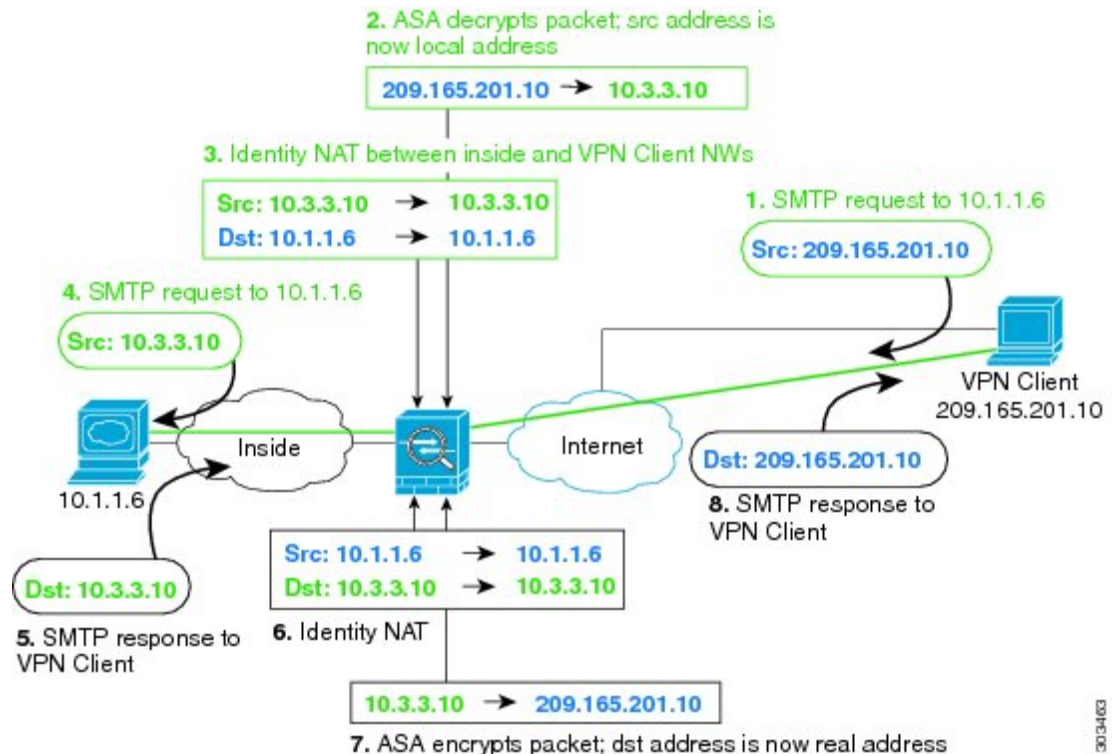 2. ASA decrypts packet; src address is
now local address
209.165.201.10 → 10.3.3.10
3. Identity NAT between inside and VPN Client NWs
Src: 10.3.3.10 → 10.3.3.10
Dst: 10.1.1.6 → 10.1.1.6
1. SMTP request to 10.1.1.6
Src: 209.165.201.10
4. SMTP request to 10.1.1.6
Src: 10.3.3.10
VPN Client
209.165.201.10
Inside
Internet
10.1.1.6
Dst: 209.165.201.10
8. SMTP response to
VPN Client
Src: 10.1.1.6 → 10.1.1.6
Dst: 10.3.3.10 → 10.3.3.10
Dst: 10.3.3.10
5. SMTP response to
VPN Client
6. Identity NAT
10.3.3.10 → 209.165.201.10
7. ASA encrypts packet; dst address is now real address
303463